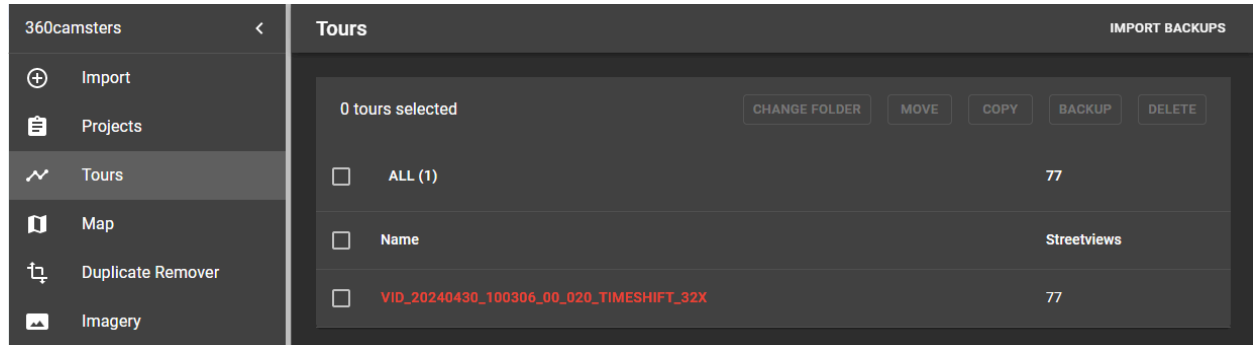 360camsters
Import
Projects
Tours
Map
Duplicate Remover
Imagery
Tours
IMPORT BACKUPS
0 tours selected
CHANGE FOLDER MOVE COPY BACKUP DELETE
ALL (1) 77
Name Streetviews
VID_20240430_100306_00_020_TIMESHIFT_32X 77